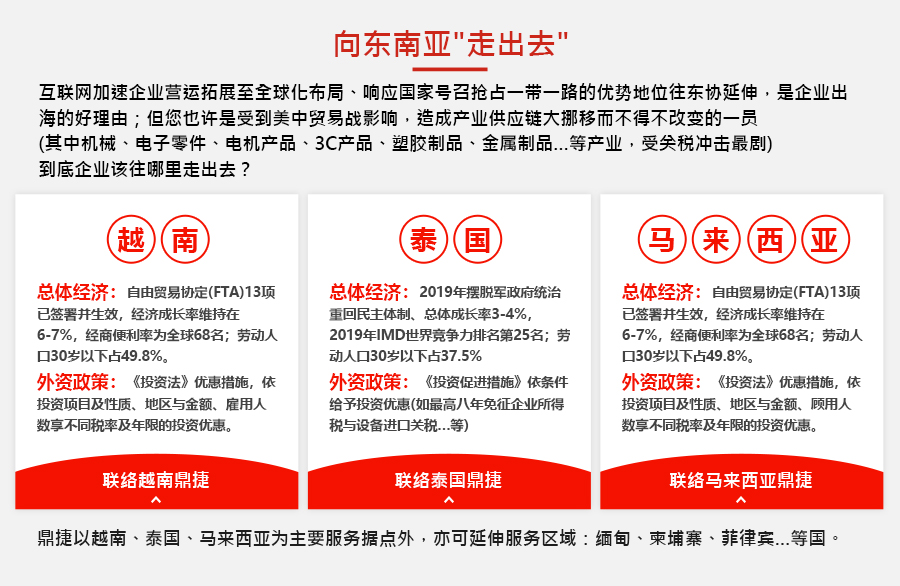 向东南亚"走出去"
互联网加速企业营运拓展至全球化布局、响应国家号召抢占一带一路的优势地位往东协延伸，是企业出
海的好理由；但您也许是受到美中贸易战影响，造成产业供应链大挪移而不得不改变的一员
(其中机械、电子零件、电机产品、3C产品、塑胶制品、金属制品...等产业，受关税冲击最剧)
到底企业该往哪里走出去？
越南
总体经济：自由贸易协定(FTA)13项
已签署并生效，经济成长率维持在
6-7%，经商便利率为全球68名；劳动人
口30岁以下占49.8%。
外资政策：《投资法》优惠措施，依
投资项目及性质、地区与金额、雇用人
数享不同税率及年限的投资优惠。
联络越南鼎捷
泰国
总体经济：2019年摆脱军政府统治
重回民主体制、总体成长率3-4%，
2019年IMD世界竞争力排名第25名；劳
动人口30岁以下占37.5%
外资政策：《投资促进措施》依条件
给予投资优惠(如最高八年免征企业所得
税与设备进口关税...等)
联络泰国鼎捷
马来西亚
总体经济：自由贸易协定(FTA)13项
已签署并生效，经济成长率维持在
6-7%，经商便利率为全球68名；劳动人
口30岁以下占49.8%。
外资政策：《投资法》优惠措施，依
投资项目及性质、地区与金额、顾用人
数享不同税率及年限的投资优惠。
联络马来西亚鼎捷
鼎捷以越南、泰国、马来西亚为主要服务据点外，亦可延伸服务区域：缅甸、柬埔寨、菲律宾...等国。